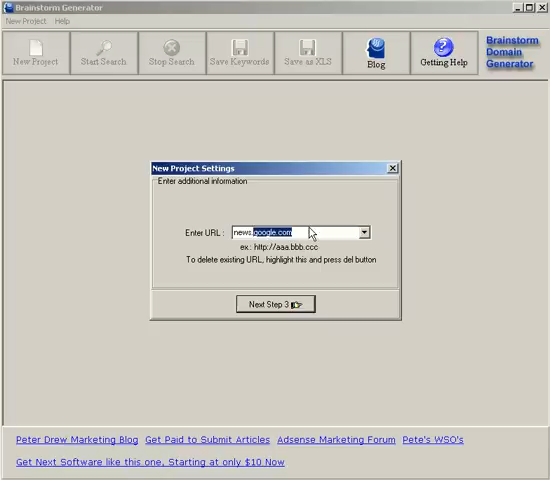 Brainstorm Generator
New Project Help
New Project Start Search Stop Search Save Keywords Save as XLS Blog Getting Help
Brainstorm
Domain
Generator
New Project Settings
Enter additional information
Enter URL : news.google.com
ex.: http://aaa.bbb.ccc
To delete existing URL, highlight this and press del button
Next Step 3
Peter Drew Marketing Blog Get Paid to Submit Articles Adsense Marketing Forum Pete's WSO's
Get Next Software like this one, Starting at only $10 Now